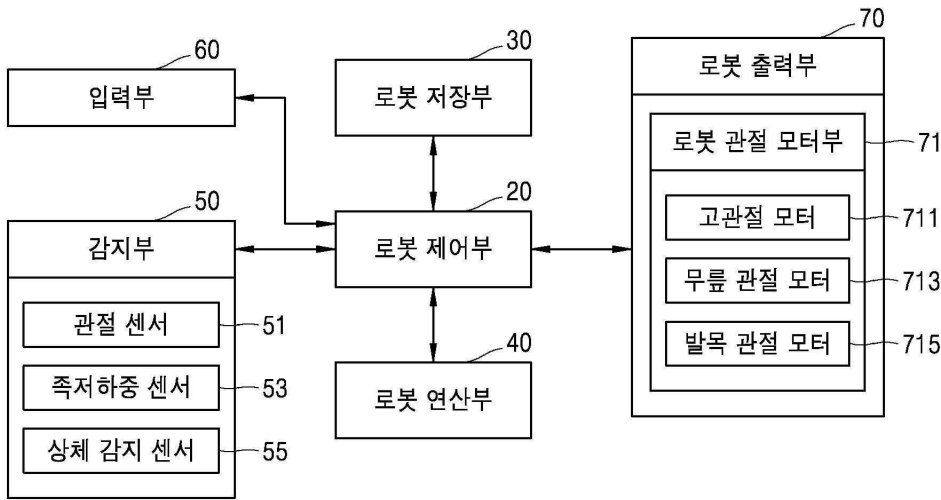 60
입력부
30
로봇 저장부
70
로봇 출력부
로봇 관절 모터부
71
고관절 모터
711
무릎 관절 모터
713
발목 관절 모터
715
20
로봇 제어부
50
감지부
관절 센서
51
족저하중 센서
53
상체 감지 센서
55
40
로봇 연산부